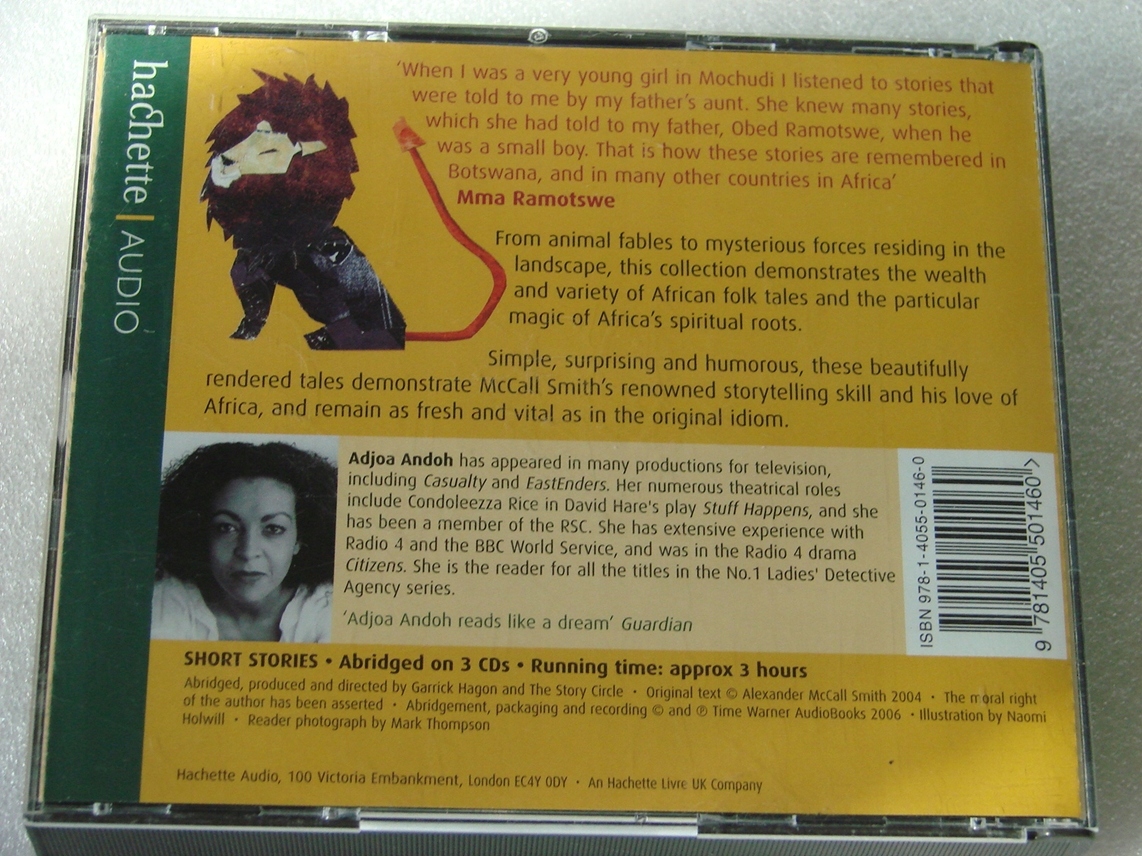 hachette | AUDIO
'When I was a very young girl in Mochudi I listened to stories that
were told to me by my father's aunt. She knew many stories,
which she had told to my father, Obed Ramotswe, when he
was a small boy. That is how these stories are remembered in
Botswana, and in many other countries in Africa'
Mma Ramotswe
From animal fables to mysterious forces residing in the
landscape, this collection demonstrates the wealth
and variety of African folk tales and the particular
magic of Africa's spiritual roots.
Simple, surprising and humorous, these beautifully
rendered tales demonstrate McCall Smith's renowned storytelling skill and his love of
Africa, and remain as fresh and vital as in the original idiom.
Adjoa Andoh has appeared in many productions for television,
including Casualty and EastEnders. Her numerous theatrical roles
include Condoleezza Rice in David Hare's play Stuff Happens, and she
has been a member of the RSC. She has extensive experience with
Radio 4 and the BBC World Service, and was in the Radio 4 drama
Citizens. She is the reader for all the titles in the No.1 Ladies' Detective
Agency series.
'Adjoa Andoh reads like a dream' Guardian
ISBN 978-1-4055-0146-0
9 781405 501460 >
SHORT STORIES • Abridged on 3 CDs • Running time: approx 3 hours
Abridged, produced and directed by Garrick Hagon and The Story Circle • Original text © Alexander McCall Smith 2004 • The moral right
of the author has been asserted • Abridgement, packaging and recording © and ℗ Time Warner AudioBooks 2006 • Illustration by Naomi
Holwill • Reader photograph by Mark Thompson
Hachette Audio, 100 Victoria Embankment, London EC4Y 0DY • An Hachette Livre UK Company